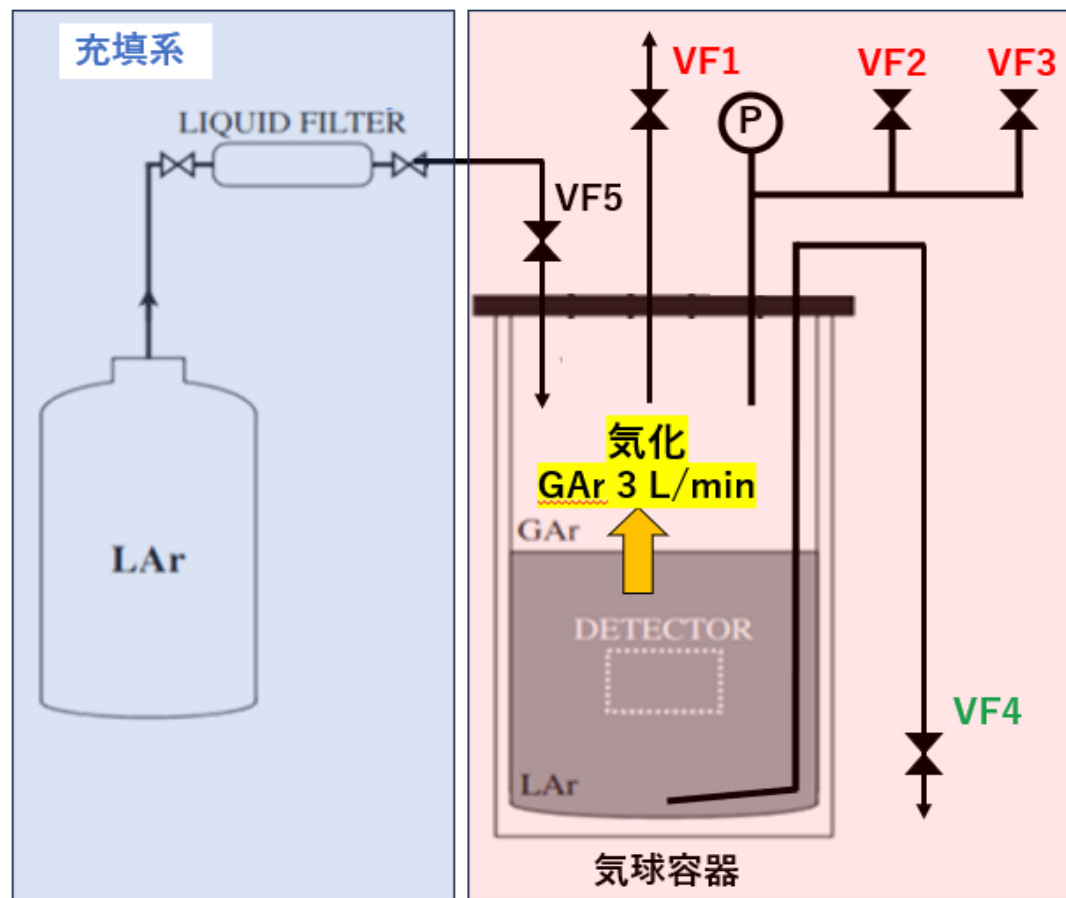 充填系
LIQUID FILTER
LAr
VF1
VF2
VF3
P
VF5
気化
GAr 3 L/min
GAr
DETECTOR
LAr
VF4
気球容器